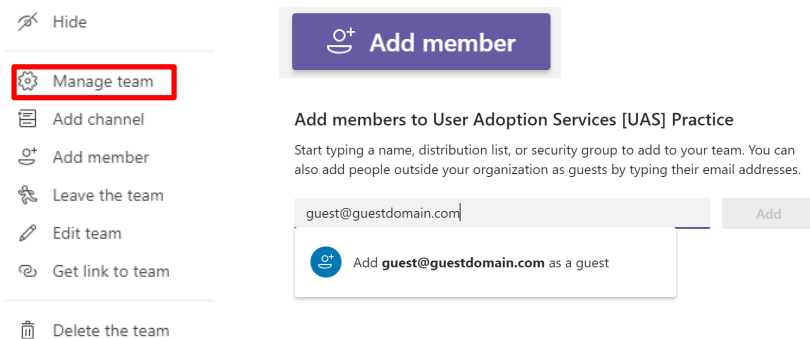 Hide
Manage team
Add channel
Add member
Leave the team
Edit team
Get link to team
Delete the team
Add member
Add members to User Adoption Services [UAS] Practice
Start typing a name, distribution list, or security group to add to your team. You can
also add people outside your organization as guests by typing their email addresses.
guest@guestdomain.com
Add
Add guest@guestdomain.com as a guest